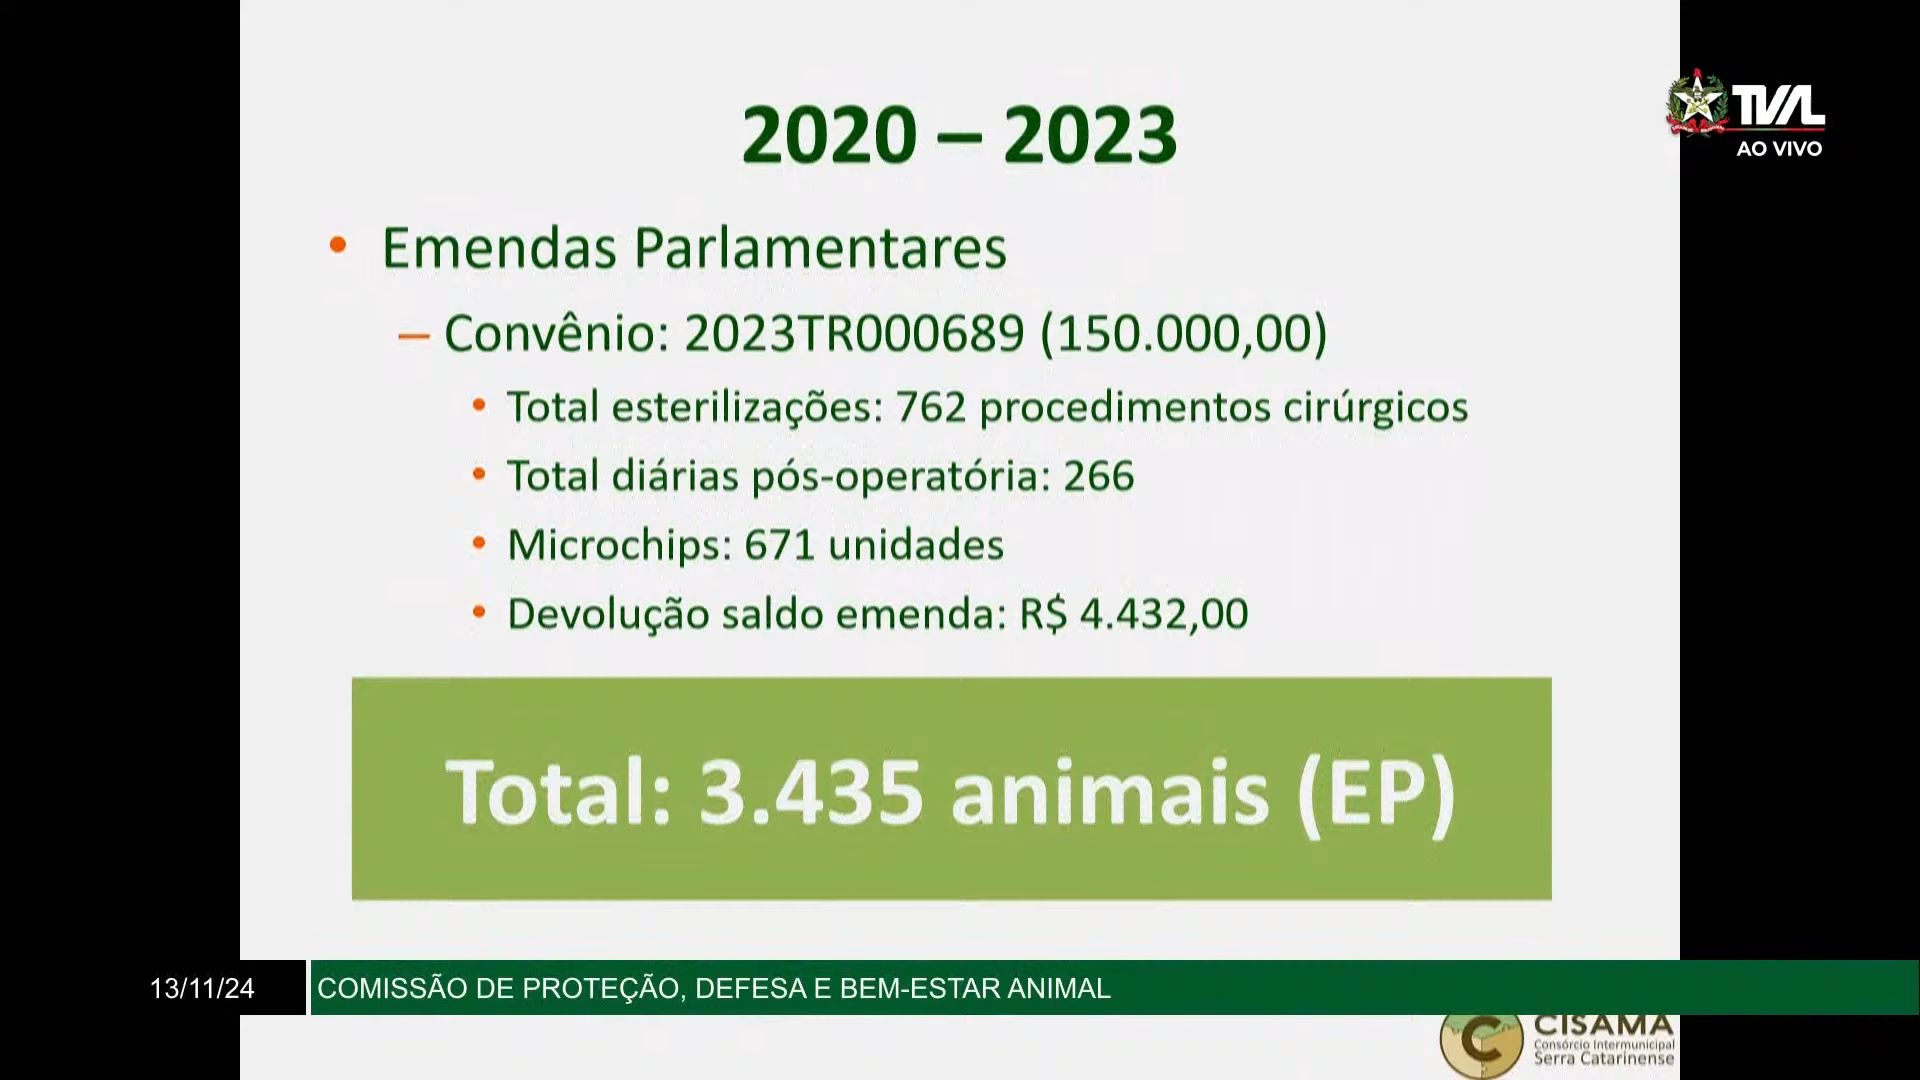 2020 – 2023
TVAL
AO VIVO
• Emendas Parlamentares
– Convênio: 2023TR000689 (150.000,00)
• Total esterilizações: 762 procedimentos cirúrgicos
• Total diárias pós-operatória: 266
• Microchips: 671 unidades
• Devolução saldo emenda: R$ 4.432,00
Total: 3.435 animais (EP)
13/11/24
COMISSÃO DE PROTEÇÃO, DEFESA E BEM-ESTAR ANIMAL
CISAMA
Consórcio Intermunicipal
Serra Catarinense